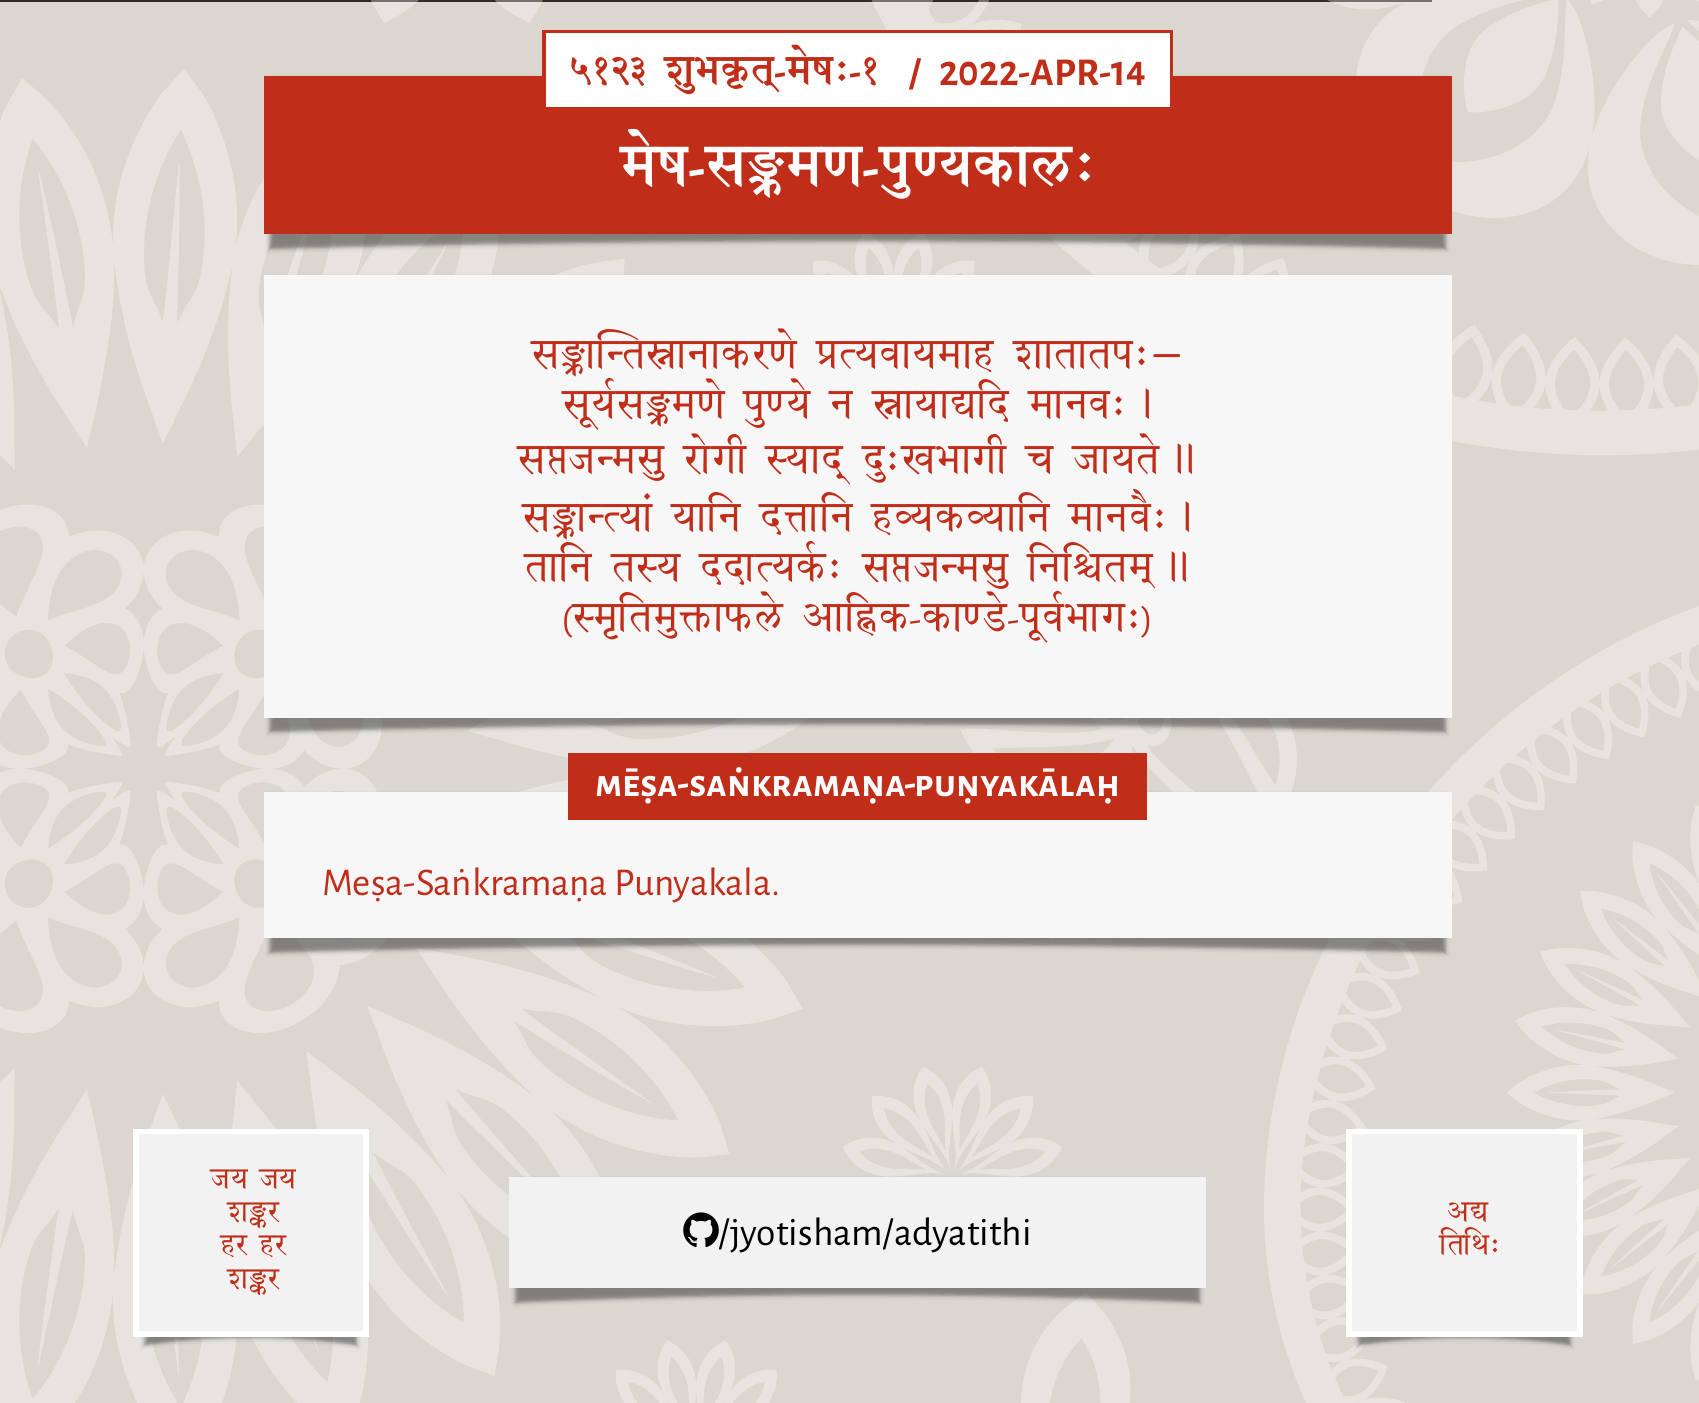 ५१२३ शुभकृत्-मेषः-१ / 2022-APR-14
मेष-सङ्क्रमण-पुण्यकालः
सङ्क्रान्तिस्नानाकरणे प्रत्यवायमाह शातातपः—
सूर्यसङ्क्रमणे पुण्ये न स्नायाद्यदि मानवः ।
सप्तजन्मसु रोगी स्याद् दुःखभागी च जायते ॥
सङ्क्रान्त्यां यानि दत्तानि हव्यकव्यानि मानवैः ।
तानि तस्य ददात्यर्कः सप्तजन्मसु निश्चितम् ॥
(स्मृतिमुक्ताफले आह्निक-काण्डे-पूर्वभागः)
MĒṢA-SAṄKRAMAṆA-PUṆYAKĀLAḤ
Meṣa-Saṅkramaṇa Punyakala.
जय जय
शङ्कर
हर हर
शङ्कर
/jyotisham/adyatithi
अद्य
तिथिः